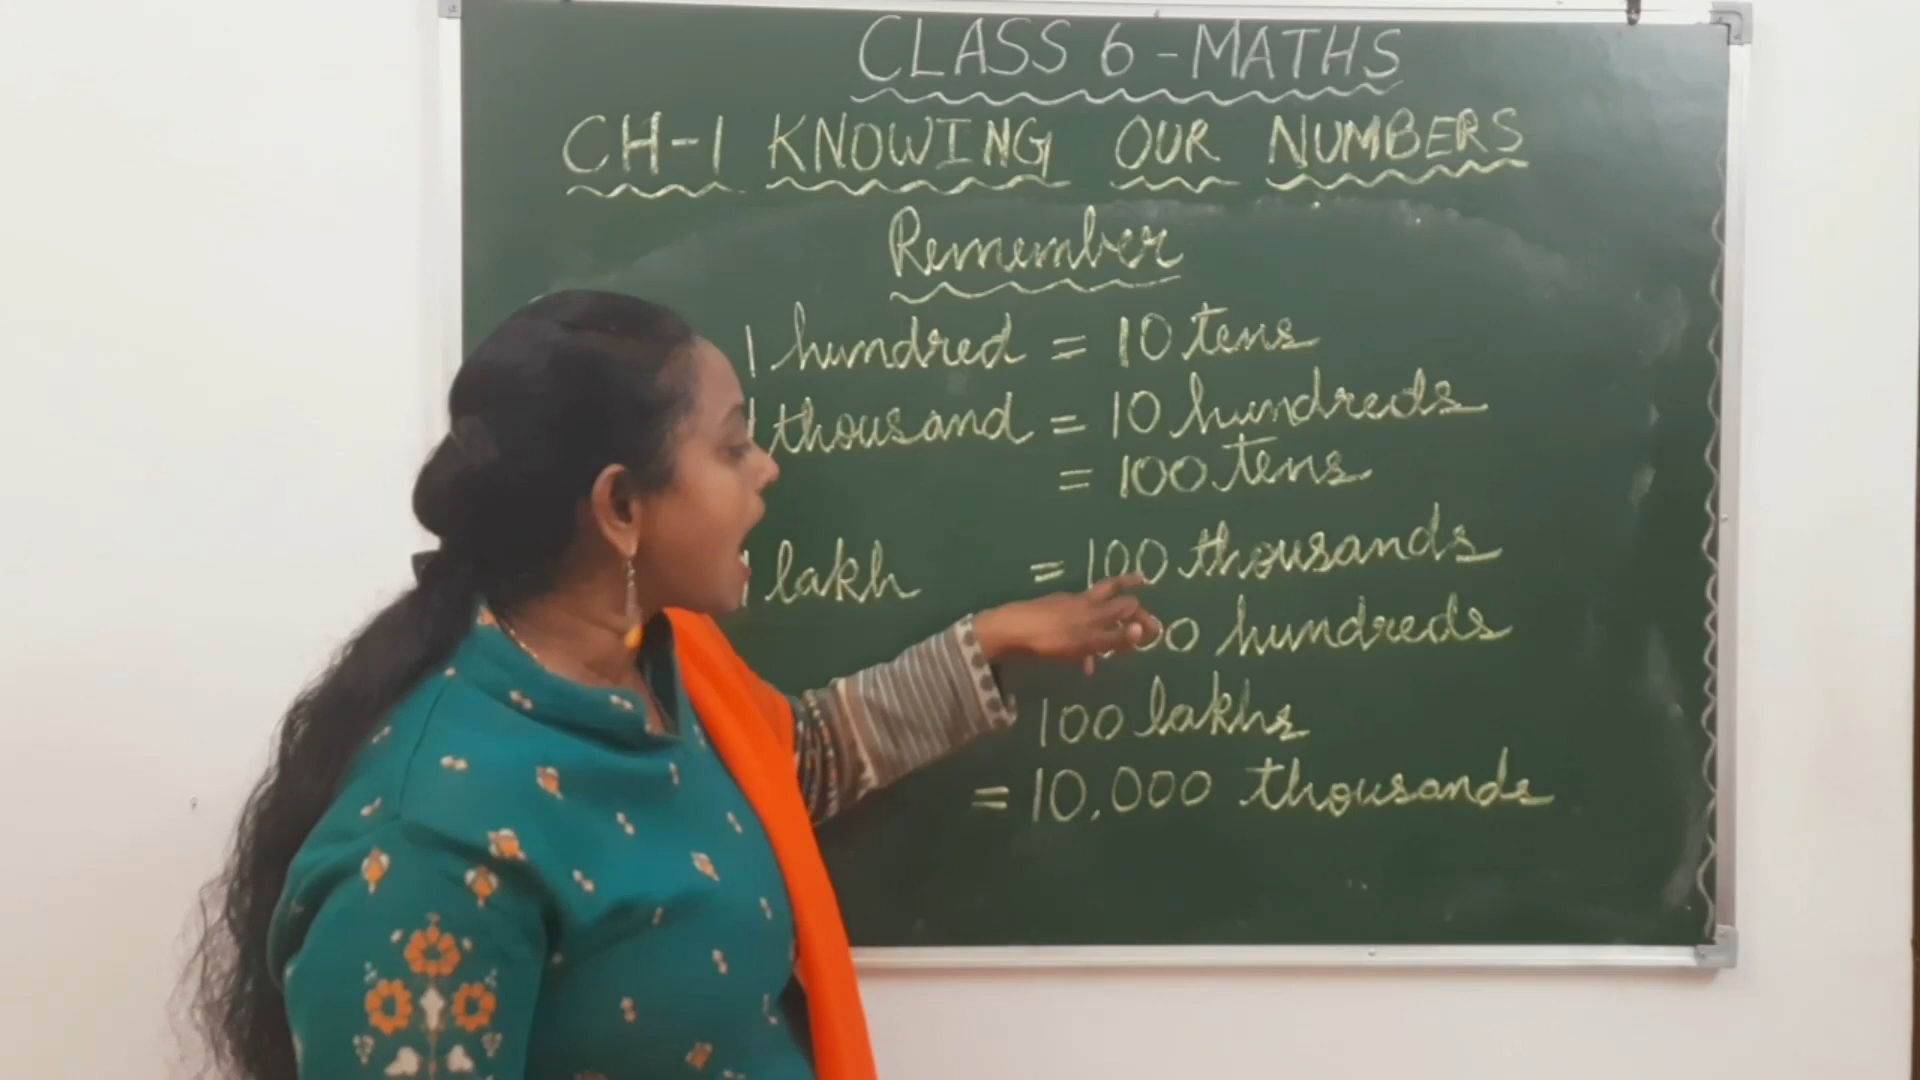 CLASS 6 - MATHS
CH-1 KNOWING OUR NUMBERS
Remember
1 hundred = 10 tens
1 thousand = 10 hundreds
= 100 tens
1 lakh = 100 thousands
hundreds
100 lakhs
= 10,000 thousands